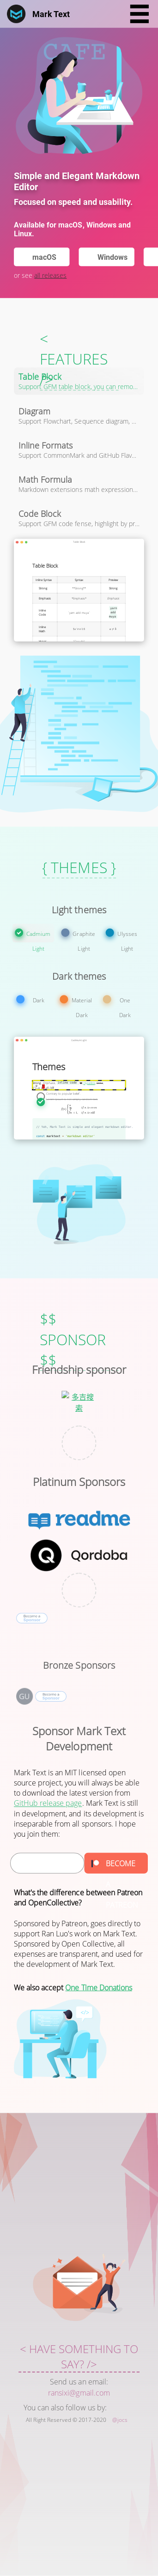 Mark Text
CAFE
Simple and Elegant Markdown
Editor
Focused on speed and usability.
Available for macOS, Windows and
Linux.
macOS
Windows
or see all releases
<
FEATURES
/>
Table Block
Support GFM table block, you can remo...
Diagram
Support Flowchart, Sequence diagram, ...
Inline Formats
Support CommonMark and GitHub Flav...
Math Formula
Markdown extensions math expression...
Code Block
Support GFM code fense, highlight by pr...
Table Block
{ THEMES }
Light themes
Cadmium
Light
Graphite
Light
Ulysses
Light
Dark themes
Dark
Material
Dark
One
Dark
Themes
$$
SPONSOR
$$
Friendship sponsor
多吉搜
索
Platinum Sponsors
readme
Qordoba
Become a
Sponsor
Bronze Sponsors
GU
Become a
Sponsor
Sponsor Mark Text
Development
Mark Text is an MIT licensed open
source project, you will always be able
to download the latest version from
GitHub release page. Mark Text is still
in development, and its development is
inseparable from all sponsors. I hope
you join them:
BECOME
What's the difference between Patreon
and OpenCollective?
Sponsored by Patreon, goes directly to
support Ran Luo's work on Mark Text.
Sponsored by Open Collective, all
expenses are transparent, and used for
the development of Mark Text.
We also accept One Time Donations
< HAVE SOMETHING TO
SAY? />
Send us an email:
ransixi@gmail.com
You can also follow us by:
All Right Reserved © 2017-2020 @jocs